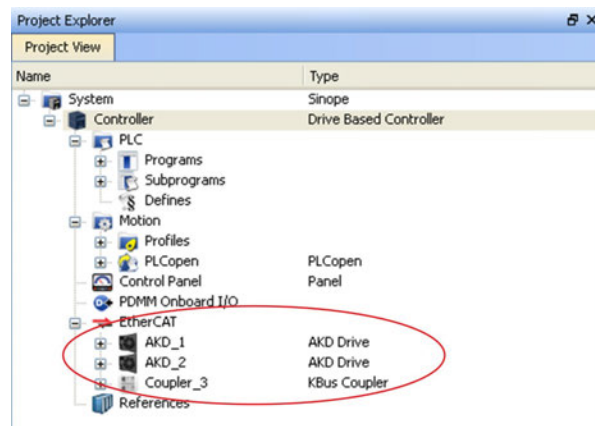 Project Explorer
Project View
Name Type
System Sinope
Controller Drive Based Controller
PLC
Programs
Subprograms
Defines
Motion
Profiles
PLCopen PLCopen
Control Panel Panel
PDMM Onboard I/O
EtherCAT
AKD_1 AKD Drive
AKD_2 AKD Drive
Coupler_3 KBus Coupler
References